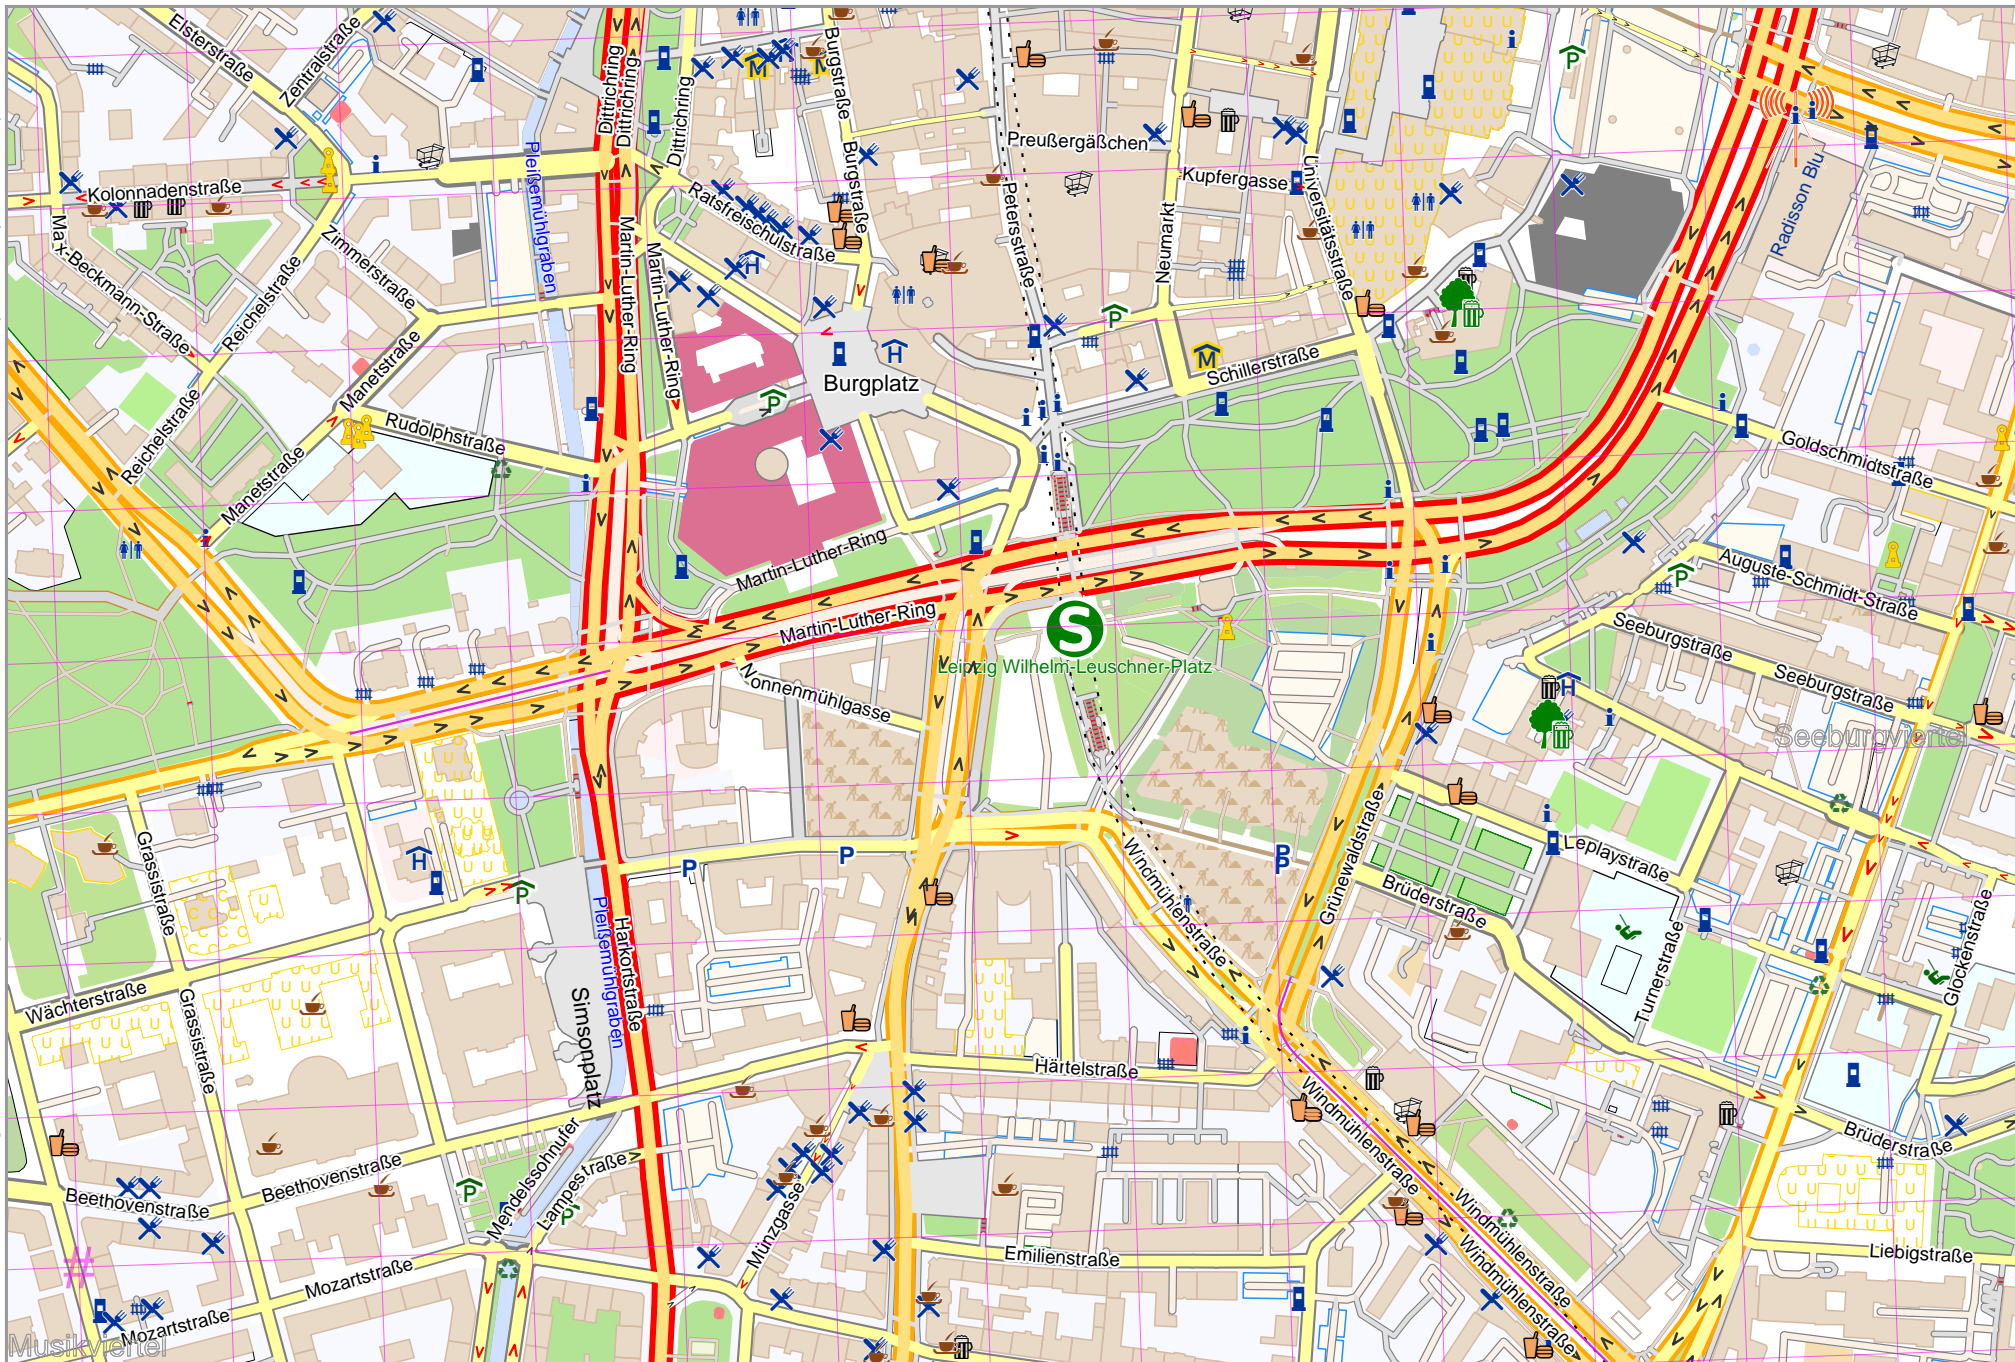 Elsterstraße
Zentralstraße
Dittrichring
Dittrichring
Dittrichring
Burgstraße
Burgstraße
Preußergäßchen
Kupfergasse
Universitätsstraße
Radisson Blu
Kolonnadenstraße
Pleißemühlgraben
Ratsfreischulstraße
Petersstraße
Neumarkt
Max-Beckmann-Straße
Zimmerstraße
Reichelstraße
Martin-Luther-Ring
Martin-Luther-Ring
Manetstraße
Burgplatz
Schillerstraße
Rudolphstraße
Reichelstraße
Manetstraße
Goldschmidtstraße
Martin-Luther-Ring
Martin-Luther-Ring
Auguste-Schmidt-Straße
S
Leipzig Wilhelm-Leuschner-Platz
Seeburgstraße
Seeburgstraße
Seeburgviertel
Nonnenmühlgasse
Grassistraße
Windmühlenstraße
Grünewaldstraße
Leplaystraße
Brüderstraße
Pleißemühlgraben
Harkortstraße
Simsonplatz
Turnerstraße
Glockenstraße
Wächterstraße
Grassistraße
Härtelstraße
Windmühlenstraße
Brüderstraße
Beethovenstraße
Beethovenstraße
Mendelssohnufer
Lampestraße
Münzgasse
Emilienstraße
Windmühlenstraße
Windmühlenstraße
Liebigstraße
Mozartstraße
Mozartstraße
Musikviertel